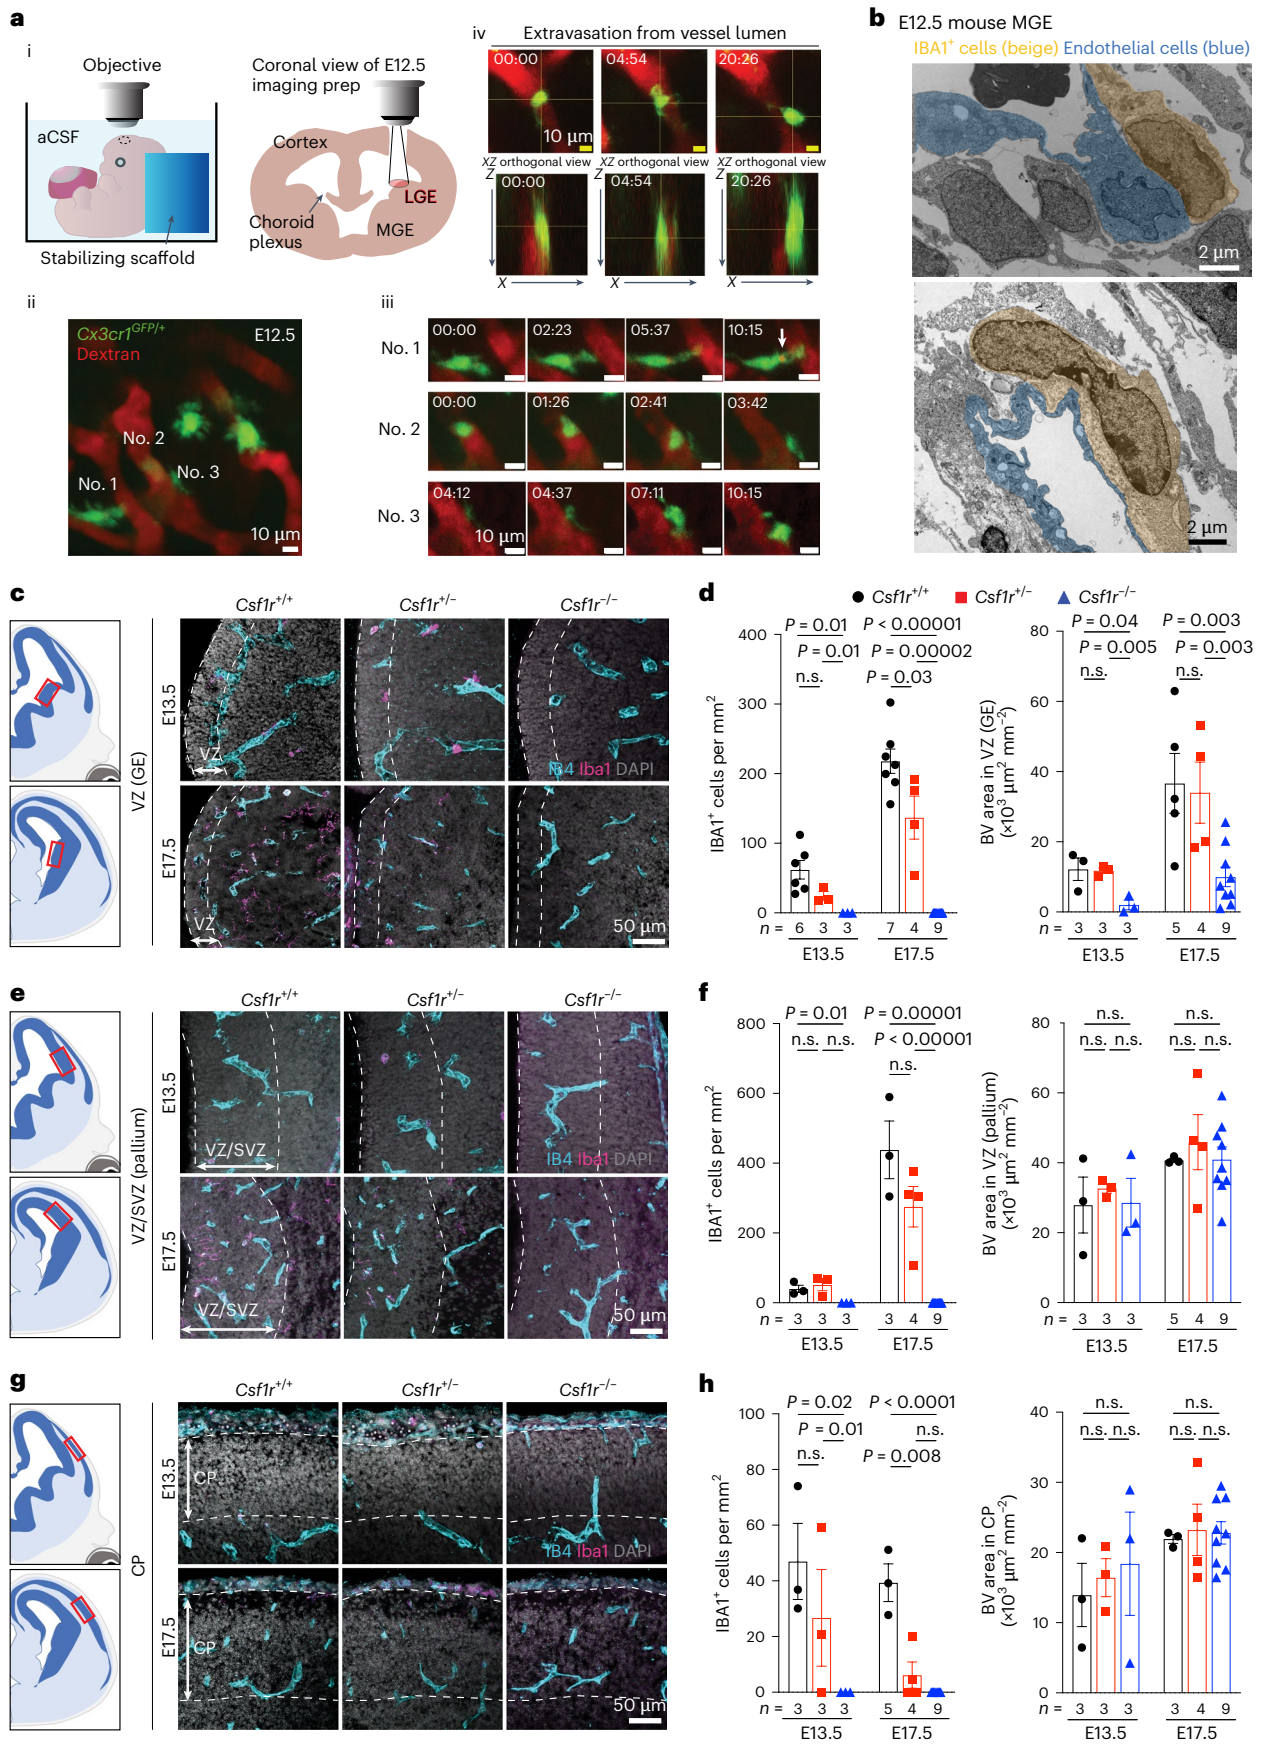 a
i
Objective
aCSF
Stabilizing scaffold
Coronal view of E12.5
imaging prep
Cortex
LGE
Choroid
plexus
MGE
iv
Extravasation from vessel lumen
00:00
04:54
20:26
10 μm
XZ orthogonal view
XZ orthogonal view
XZ orthogonal view
Z
00:00
Z
04:54
Z
20:26
X
X
X
ii
Cx3cr1GFP/+
E12.5
Dextran
No. 2
No. 3
No. 1
10 μm
iii
No. 1
00:00
02:23
05:37
10:15
No. 2
00:00
01:26
02:41
03:42
No. 3
04:12
04:37
07:11
10:15
10 μm
b
E12.5 mouse MGE
IBA1+ cells (beige) Endothelial cells (blue)
2 μm
2 μm
c
Csf1r+/+
Csf1r+/−
Csf1r−/−
VZ (GE)
E13.5
VZ
IB4 Iba1 DAPI
E17.5
VZ
50 μm
d
Csf1r+/+
Csf1r+/−
Csf1r−/−
IBA1+ cells per mm2
400
300
200
100
0
P = 0.01
P = 0.01
n.s.
P < 0.00001
P = 0.00002
P = 0.03
n = 6 3 3 7 4 9
E13.5
E17.5
BV area in VZ (GE)
(×10³ μm² mm⁻²)
80
60
40
20
0
P = 0.04
P = 0.005
n.s.
P = 0.003
P = 0.003
n.s.
n = 3 3 3 5 4 9
E13.5
E17.5
e
Csf1r+/+
Csf1r+/−
Csf1r−/−
VZ/SVZ (pallium)
E13.5
VZ/SVZ
IB4 Iba1 DAPI
E17.5
VZ/SVZ
50 μm
f
IBA1+ cells per mm2
800
600
400
200
0
P = 0.01
n.s.
n.s.
P = 0.00001
P < 0.00001
n.s.
n = 3 3 3 3 4 9
E13.5
E17.5
BV area in VZ (pallium)
(×10³ μm² mm⁻²)
80
60
40
20
0
n.s.
n.s.
n.s.
n.s.
n.s.
n.s.
n = 3 3 3 5 4 9
E13.5
E17.5
g
Csf1r+/+
Csf1r+/−
Csf1r−/−
CP
E13.5
CP
IB4 Iba1 DAPI
E17.5
CP
50 μm
h
IBA1+ cells per mm2
100
80
60
40
20
0
P = 0.02
P = 0.01
n.s.
P < 0.0001
n.s.
P = 0.008
n = 3 3 3 5 4 9
E13.5
E17.5
BV area in CP
(×10³ μm² mm⁻²)
40
30
20
10
0
n.s.
n.s.
n.s.
n.s.
n.s.
n.s.
n = 3 3 3 3 4 9
E13.5
E17.5